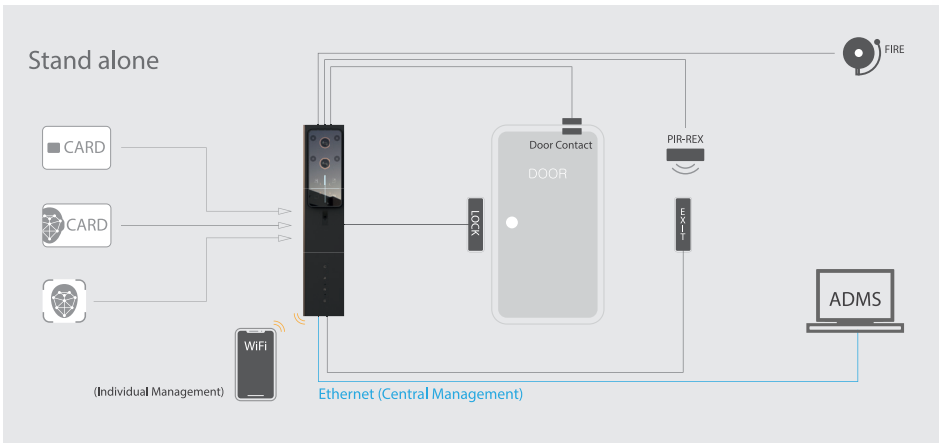 Stand alone
FIRE
CARD
PIR-REX
Door Contact
DOOR
CARD
LOCK
EXIT
ADMS
WiFi
(Individual Management)
Ethernet (Central Management)